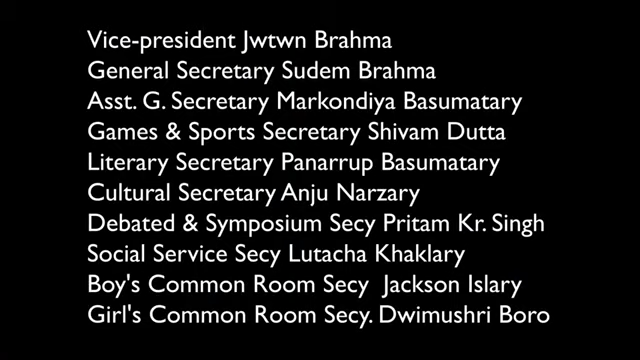 Vice-president Jwtwn Brahma
General Secretary Sudem Brahma
Asst. G. Secretary Markondiya Basumatary
Games & Sports Secretary Shivam Dutta
Literary Secretary Panarrup Basumatary
Cultural Secretary Anju Narzary
Debated & Symposium Secy Pritam Kr. Singh
Social Service Secy Lutacha Khaklary
Boy's Common Room Secy  Jackson Islary
Girl's Common Room Secy. Dwimushri Boro